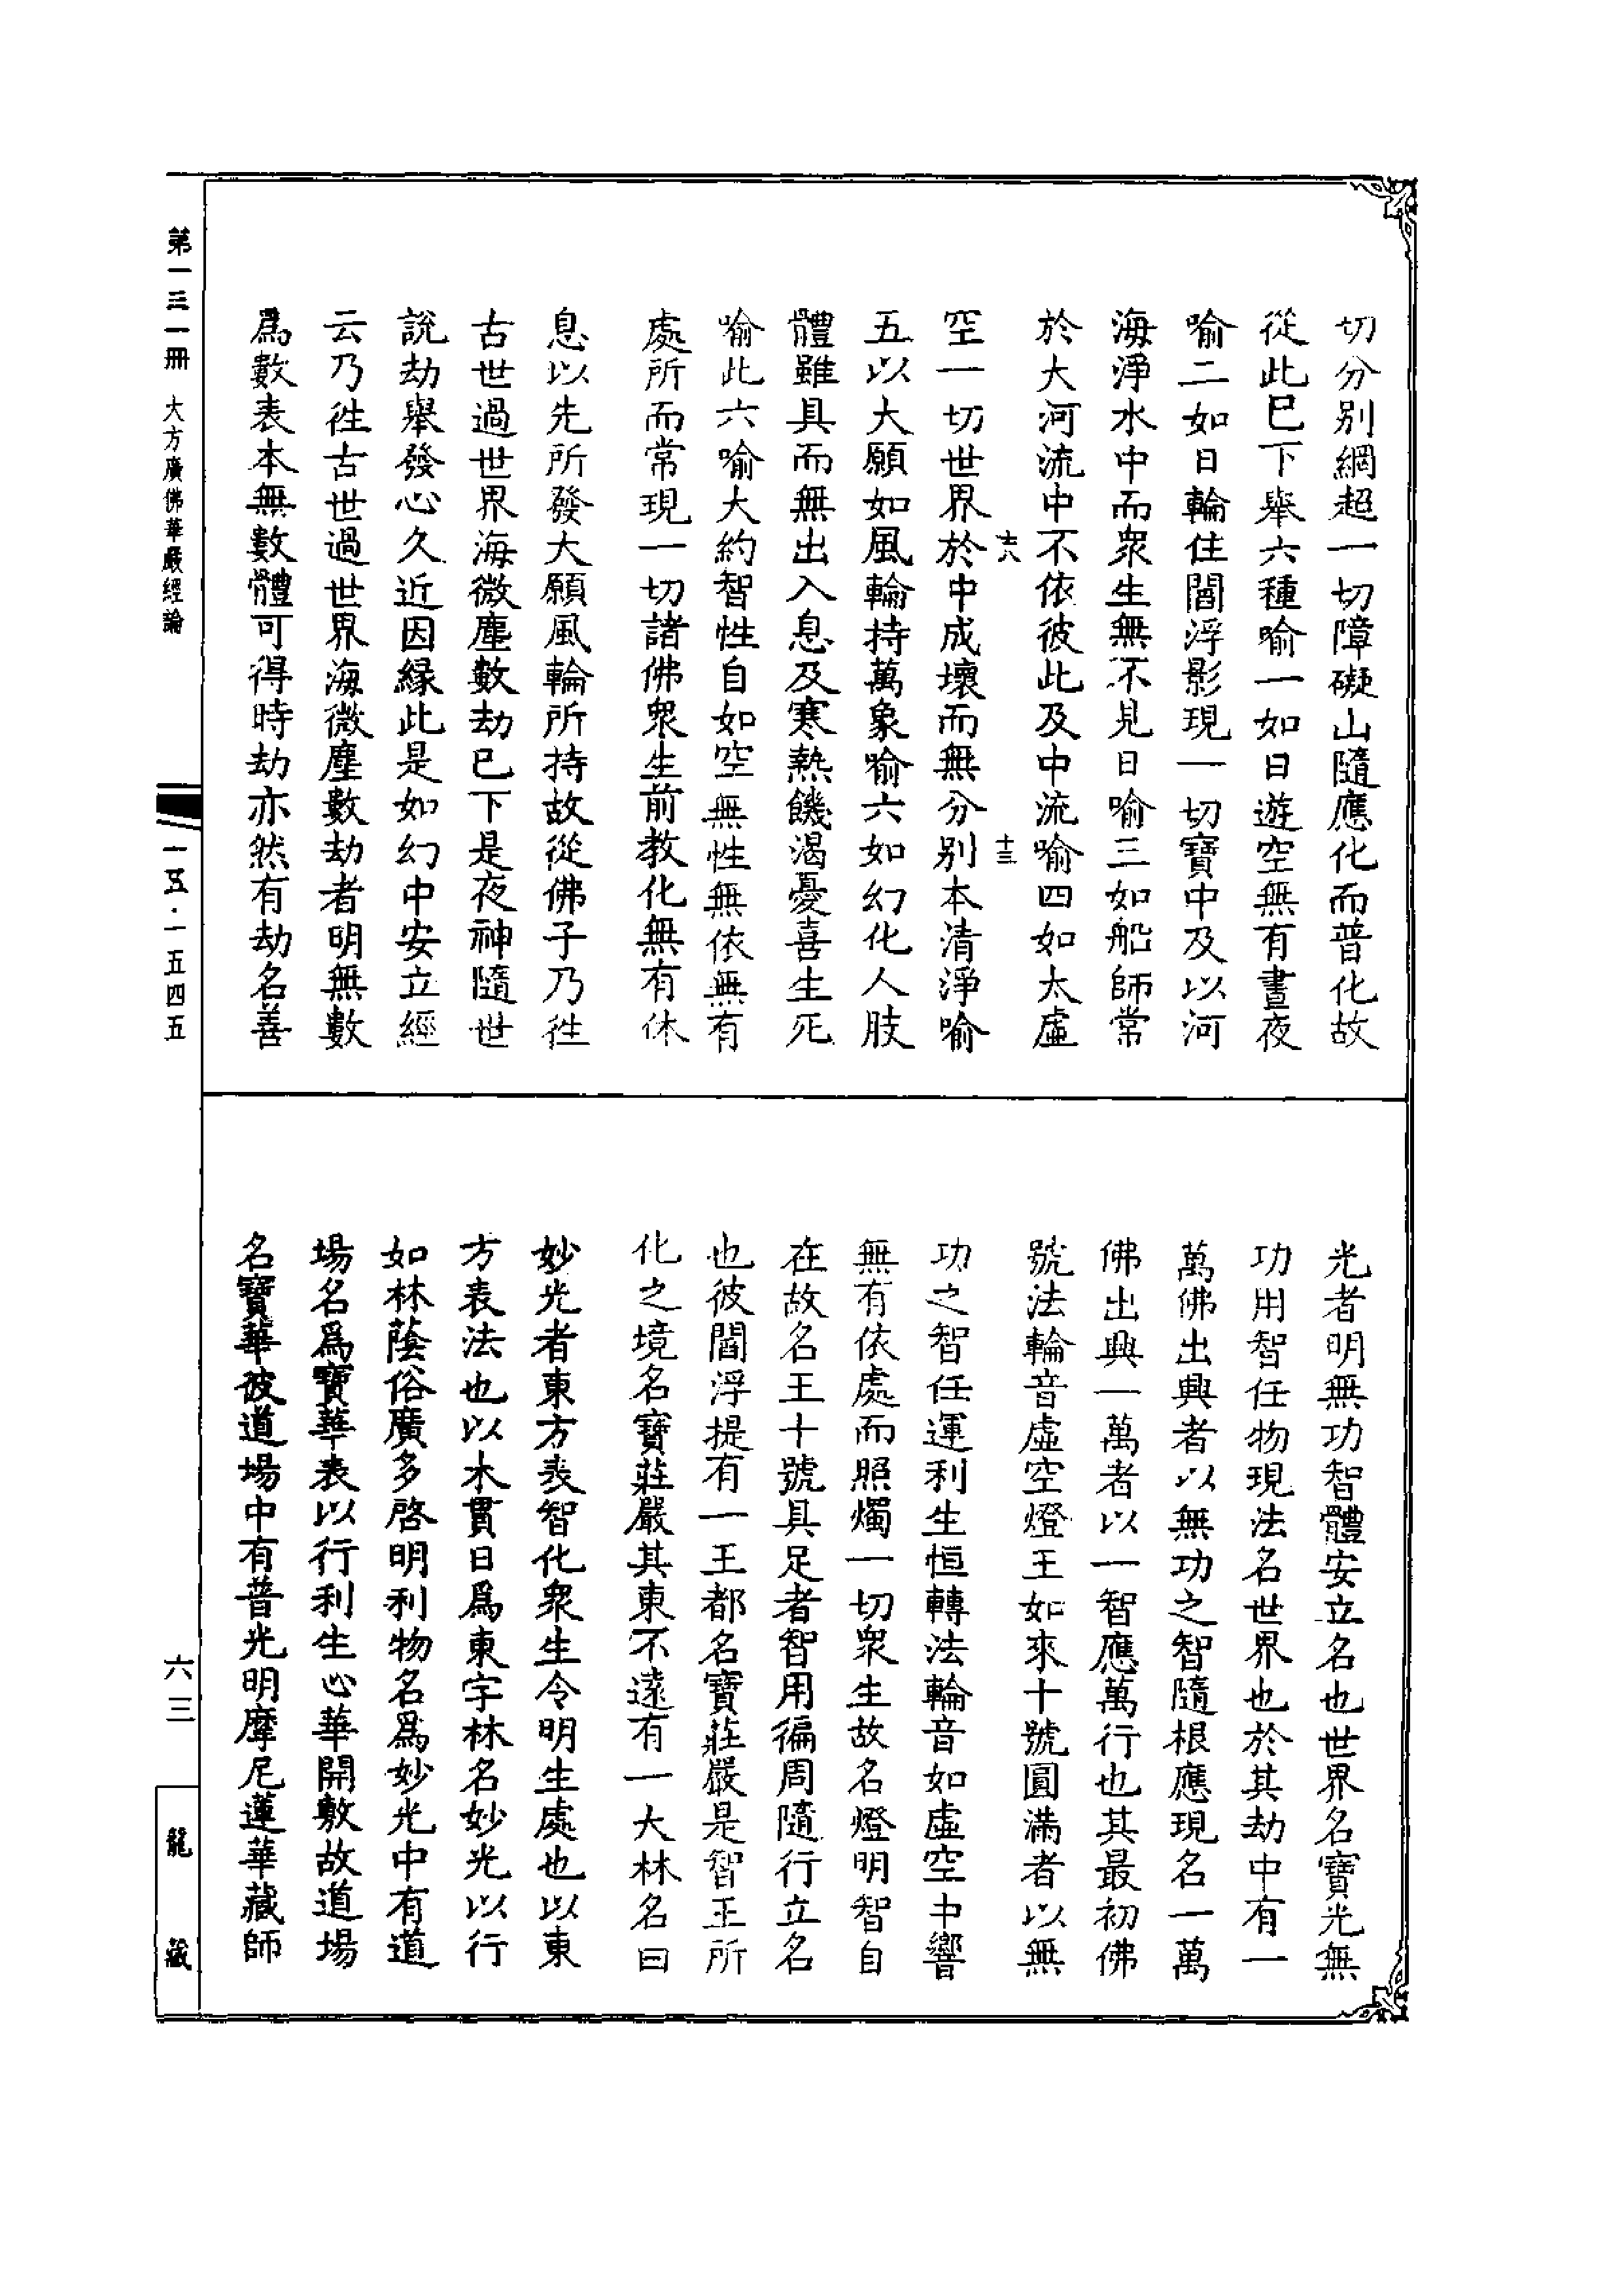 切分別網超一切障礙山隨應化而普化故
從此巳下舉六種喻一如日遊空無有晝夜
喻二如日輪住閻浮影現一切寶中及以河
海淨水中而衆生無不見日喻三如船師常
於大河流中不依彼此及中流喻四如太虛
十八
十三
空一切世界於中成壞而無分別本清淨喻
五以大願如風輪持萬象喻六如幻化人肢
體雖具而無出入息及寒熱饑渴憂喜生死
喻此六喻大約智性自如空無性無依無有
處所而常現一切諸佛衆生前教化無有休
息以先所發大願風輪所持故從佛子乃徃
古世過世界海微塵數劫已下是夜神隨世
說劫舉發心久近因緣此是如幻中安立經
云乃徃古世過世界海微塵數劫者明無數
爲數表本無數體可得時劫亦然有劫名善
光者明無功智體安立名也世界名寶光無
功用智任物現法名世界也於其劫中有一
萬佛出興者以無功之智隨根應現名一萬
佛出興一萬者以一智應萬行也其最初佛
號法輪音虛空燈王如來十號圓滿者以無
功之智任運利生恒轉法輪音如虛空中響
無有依處而照燭一切衆生故名燈明智自
在故名王十號具足者智用徧周隨行立名
也彼閻浮提有一王都名寶莊嚴是智王所
化之境名寶莊嚴其東不遠有一大林名曰
妙光者東方表智化衆生令明生處也以東
方表法也以木貫日爲東字林名妙光以行
如林蔭俗廣多啓明利物名爲妙光中有道
場名爲寶華表以行利生心華開敷故道場
名寶華彼道場中有普光明摩尼蓮華藏師
第一三一冊 大方廣佛華嚴經論
一五·一五四五
六三
龍藏